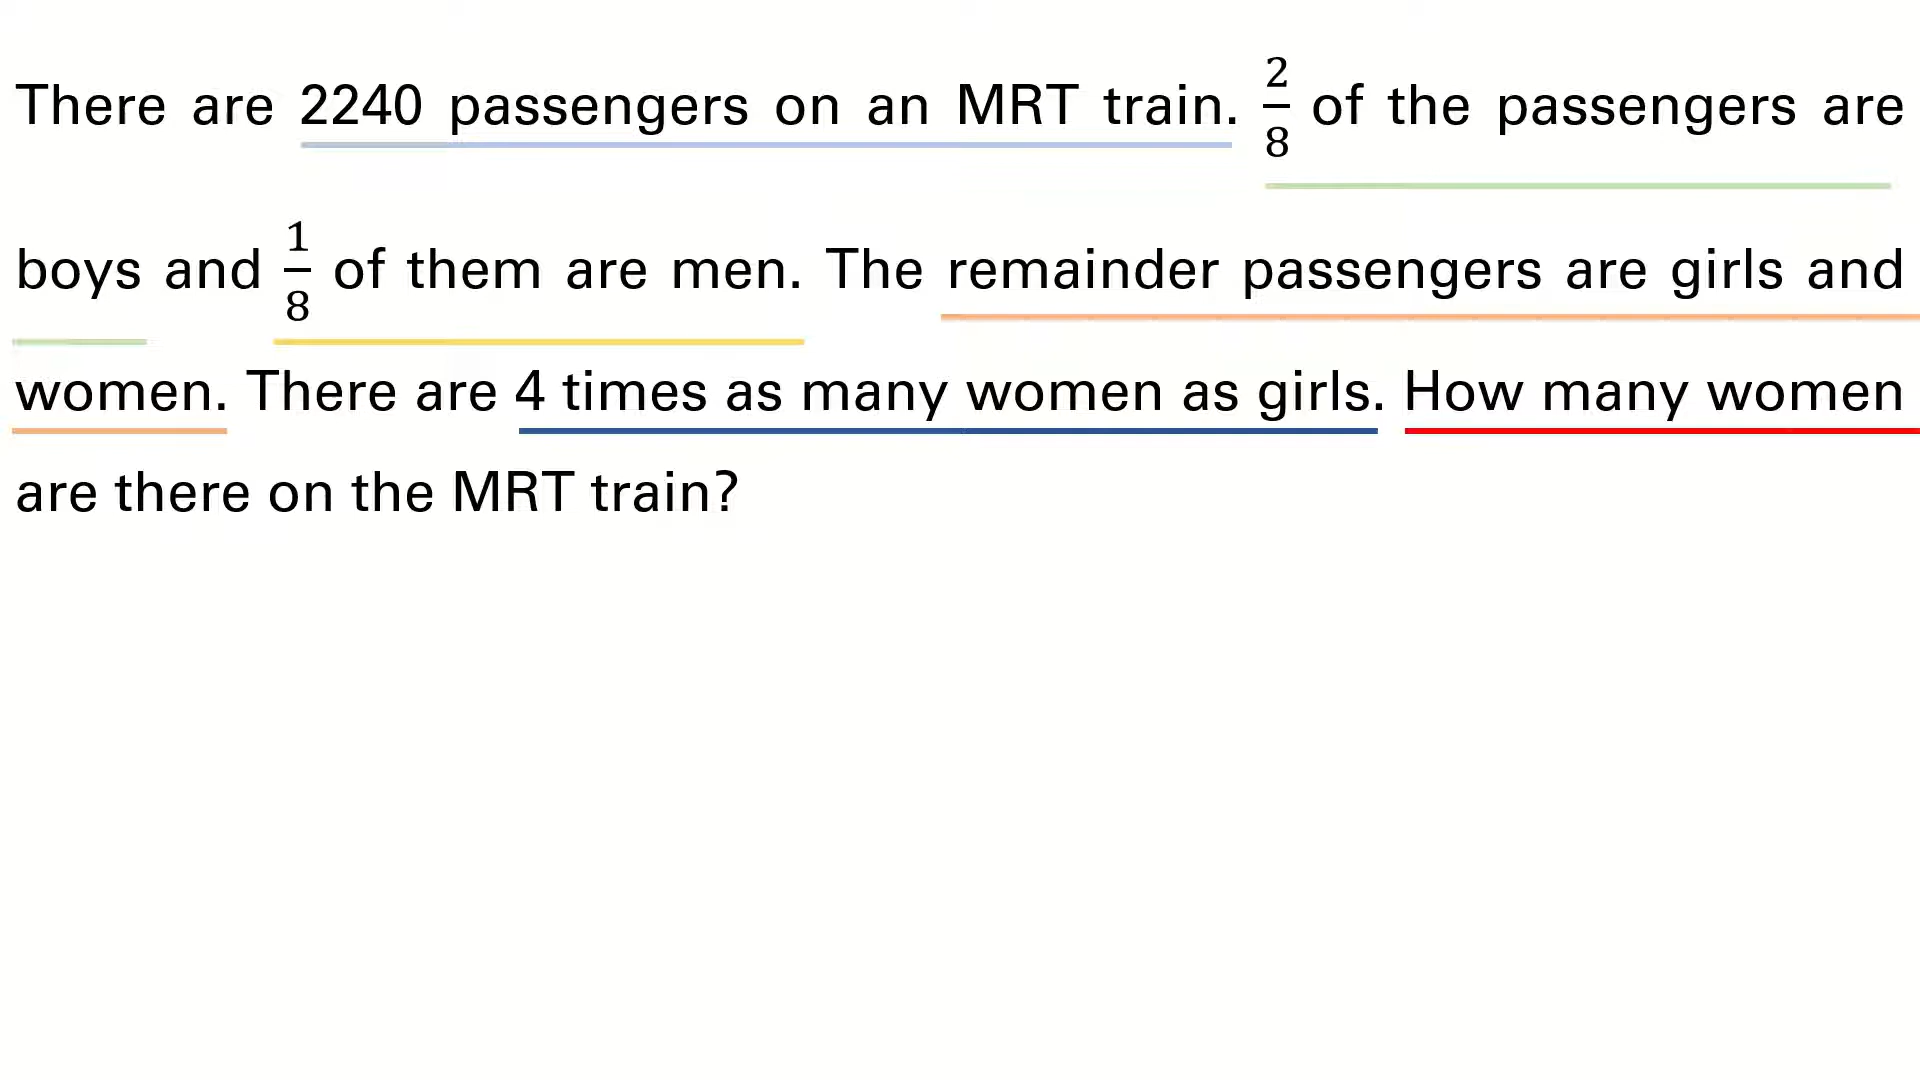 There are 2240 passengers on an MRT train. 2/8 of the passengers are
boys and 1/8 of them are men. The remainder passengers are girls and
women. There are 4 times as many women as girls. How many women
are there on the MRT train?